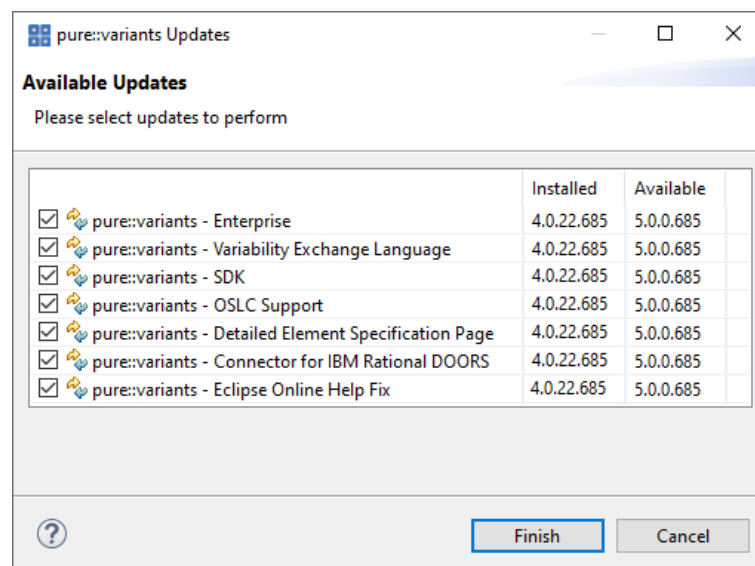 pure::variants Updates
Available Updates
Please select updates to perform
Installed Available
pure::variants - Enterprise 4.0.22.685 5.0.0.685
pure::variants - Variability Exchange Language 4.0.22.685 5.0.0.685
pure::variants - SDK 4.0.22.685 5.0.0.685
pure::variants - OSLC Support 4.0.22.685 5.0.0.685
pure::variants - Detailed Element Specification Page 4.0.22.685 5.0.0.685
pure::variants - Connector for IBM Rational DOORS 4.0.22.685 5.0.0.685
pure::variants - Eclipse Online Help Fix 4.0.22.685 5.0.0.685
? Finish Cancel